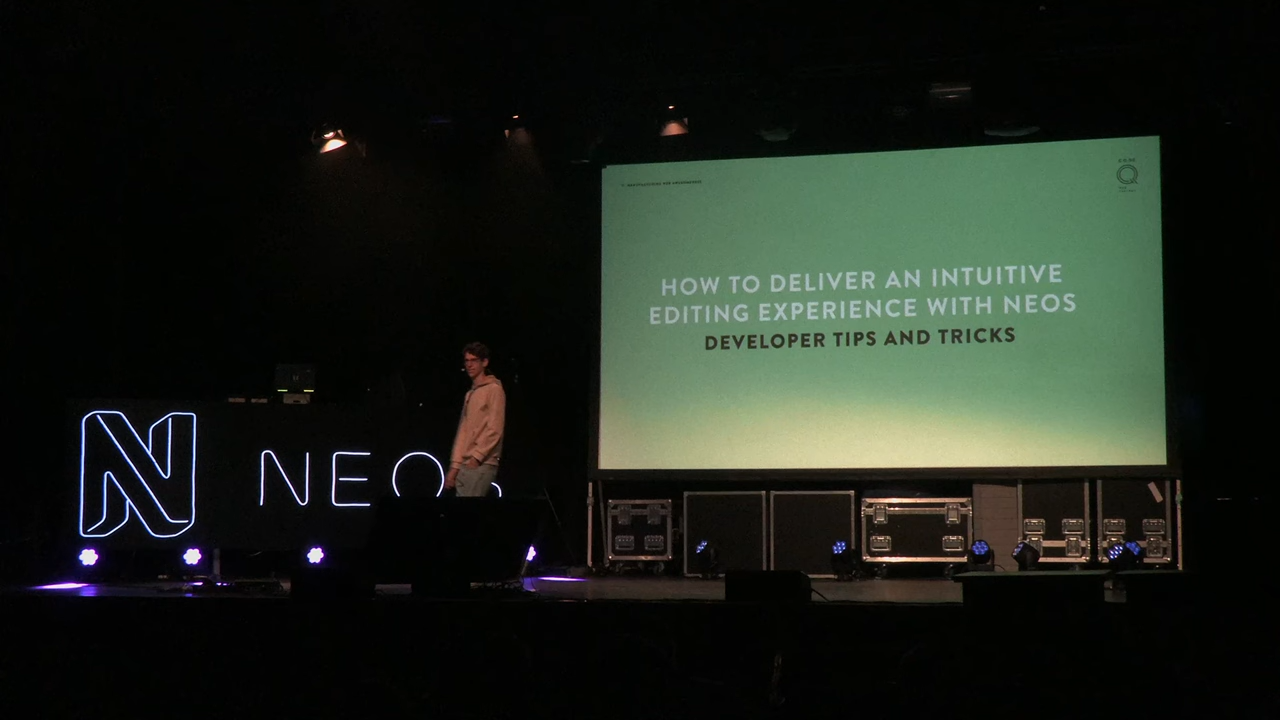 HOW TO DELIVER AN INTUITIVE
EDITING EXPERIENCE WITH NEOS
DEVELOPER TIPS AND TRICKS
NEOS